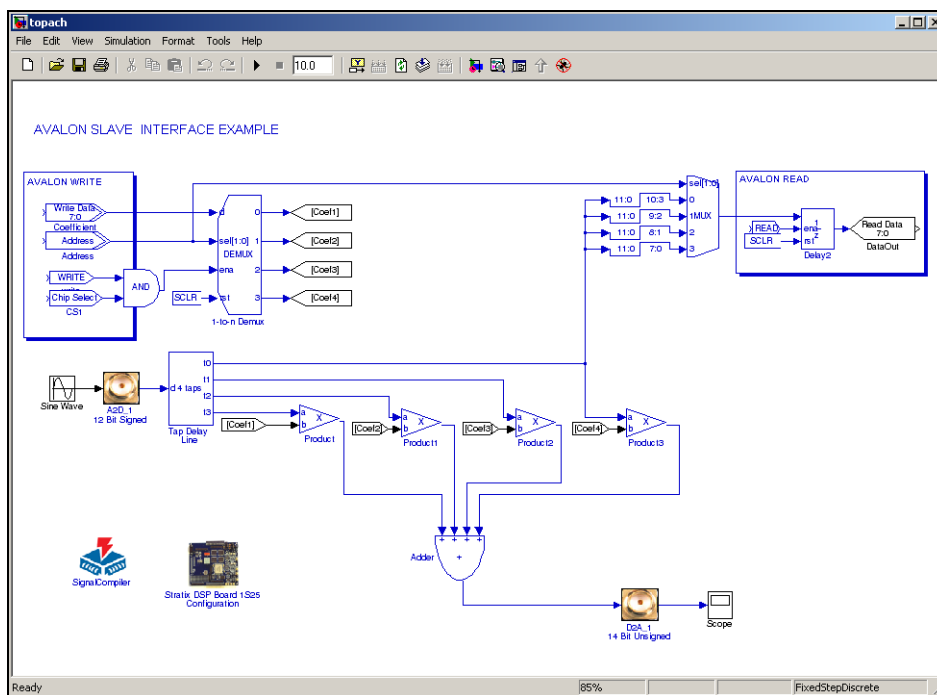 topach
File Edit View Simulation Format Tools Help
10.0
AVALON SLAVE INTERFACE EXAMPLE
AVALON WRITE
Write Data
7:0
Coefficient
Address
Address
WRITE
Chip Select
CS1
AND
SCLR
d
sel[1:0]
DEMUX
ena
rst
0
1
2
3
1-to-n Demux
[Coef1]
[Coef2]
[Coef3]
[Coef4]
11:0 10:3
11:0 9:2
11:0 8:1
11:0 7:0
sel[1:0]
0
1MUX
2
3
AVALON READ
READ
SCLR
ena
rst
1
z
Delay2
Read Data
7:0
DataOut
Sine Wave
A2D_1
12 Bit Signed
d 4 taps
t0
t1
t2
t3
Tap Delay
Line
[Coef1]
a
b
X
Product
[Coef2]
a
b
X
Product1
[Coef3]
a
b
X
Product2
[Coef4]
a
b
X
Product3
+ + + +
Adder
+
SignalCompiler
Stratix DSP Board 1S25
Configuration
D2A_1
14 Bit Unsigned
Scope
Ready
85%
FixedStepDiscrete